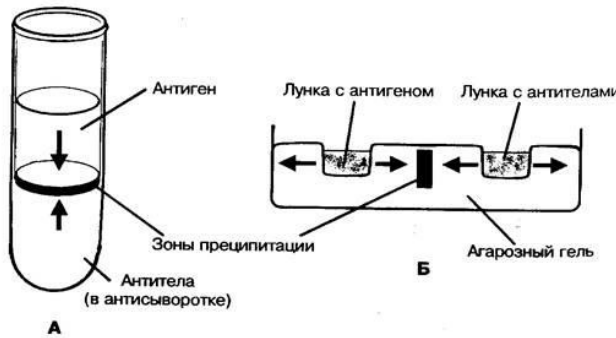 Антиген
Зоны преципитации
Антитела
(в антисыворотке)
А
Лунка с антигеном
Лунка с антителами
Агарозный гель
Б